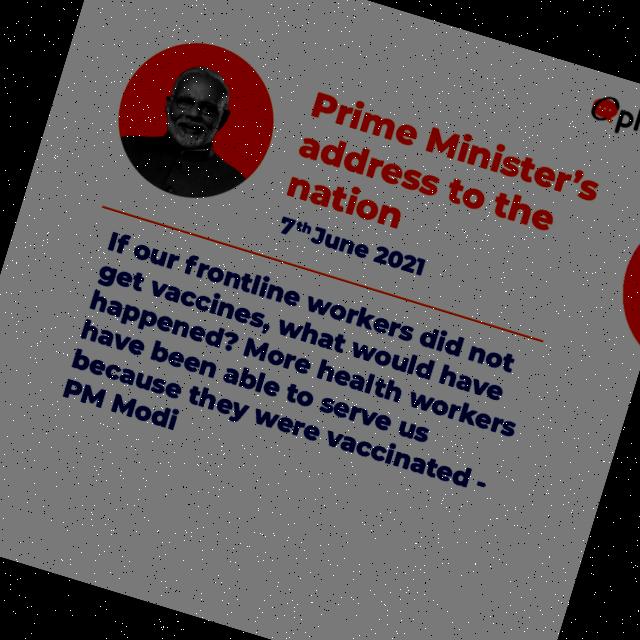 Prime Minister's
address to the
nation
7th June 2021
If our frontline workers did not
get vaccines, what would have
happened? More health workers
have been able to serve us
because they were vaccinated -
PM Modi